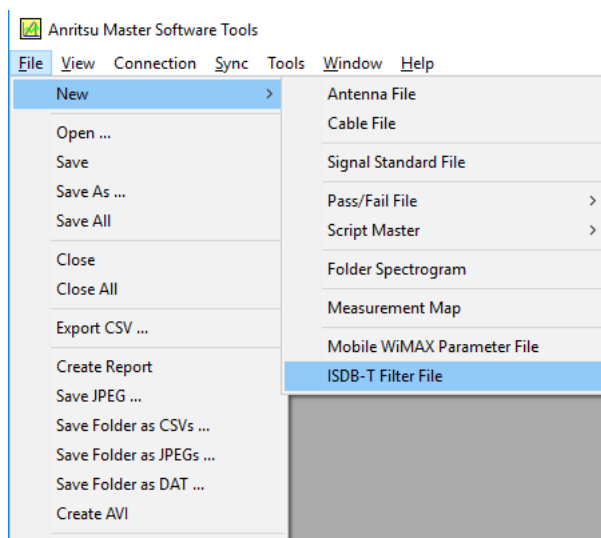 Anritsu Master Software Tools
File View Connection Sync Tools Window Help
New
Open ...
Save
Save As ...
Save All
Close
Close All
Export CSV ...
Create Report
Save JPEG ...
Save Folder as CSVs ...
Save Folder as JPEGs ...
Save Folder as DAT ...
Create AVI
Antenna File
Cable File
Signal Standard File
Pass/Fail File
Script Master
Folder Spectrogram
Measurement Map
Mobile WiMAX Parameter File
ISDB-T Filter File